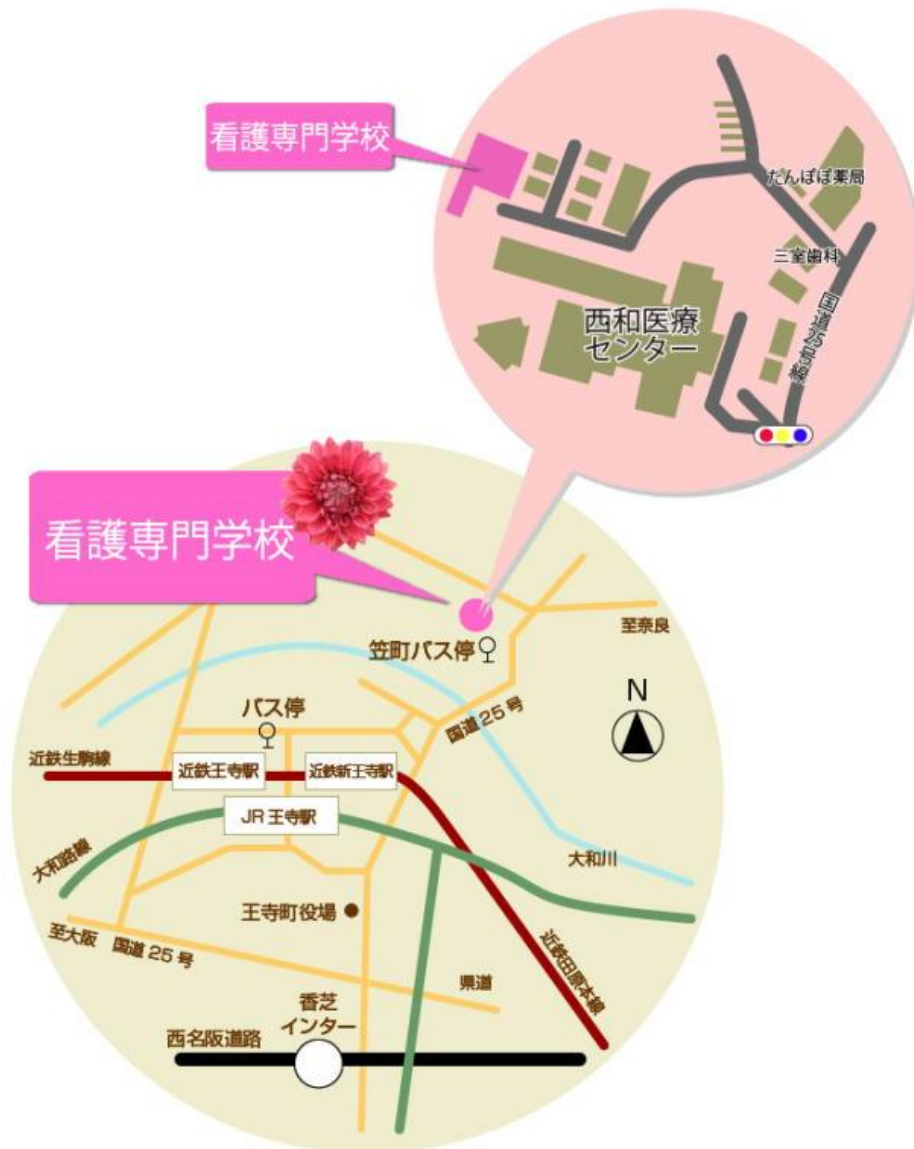 看護専門学校
たんぽぽ薬局
三室歯科
国道25号線
西和医療
センター
看護専門学校
至奈良
笠町バス停
N
バス停
国道25号
近鉄生駒線
近鉄王寺駅
近鉄新王寺駅
JR王寺駅
大和路線
大和川
王寺町役場
至大阪 国道25号
近鉄田原本線
県道
香芝
インター
西名阪道路